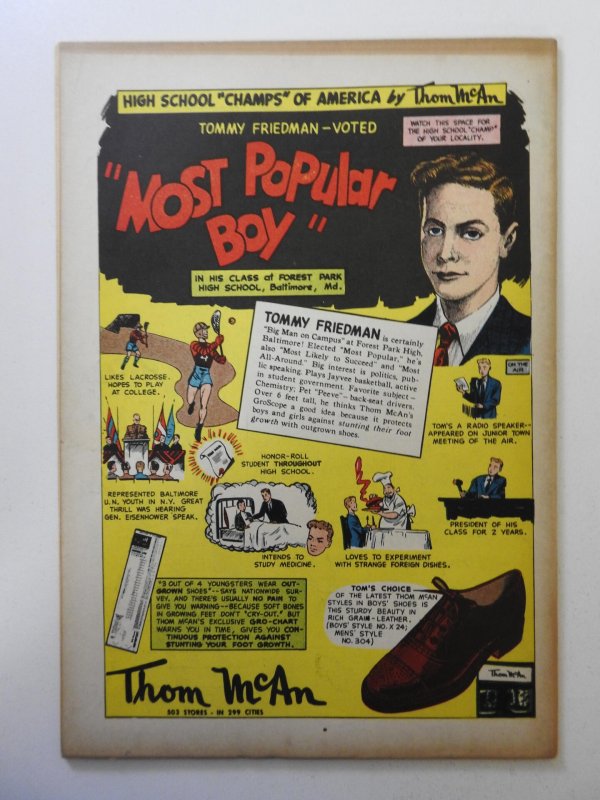 HIGH SCHOOL "CHAMPS" OF AMERICA by Thom McAn
WATCH THIS SPACE FOR
THE HIGH SCHOOL "CHAMP"
OF YOUR LOCALITY.
TOMMY FRIEDMAN - VOTED
"MOST POPULAR
BOY"
IN HIS CLASS at FOREST PARK
HIGH SCHOOL, Baltimore, Md.
TOMMY FRIEDMAN is certainly
"Big Man on Campus" at Forest Park High,
Baltimore! Elected "Most Popular," he's
also "Most Likely to Succeed" and "Most
All-Around." Big interest is politics, pub-
lic speaking. Plays Jayvee basketball, active
in student government. Favorite subject -
Chemistry; Pet "Peeve" - back-seat drivers.
Over 6 feet tall, he thinks Thom McAn's
GroScope a good idea because it protects
boys and girls against stunting their foot
growth with outgrown shoes.
LIKES LACROSSE.
HOPES TO PLAY
AT COLLEGE.
ON THE
AIR
TOM'S A RADIO SPEAKER--
APPEARED ON JUNIOR TOWN
MEETING OF THE AIR.
HONOR-ROLL
STUDENT THROUGHOUT
HIGH SCHOOL.
REPRESENTED BALTIMORE
U.N. YOUTH IN N.Y. GREAT
THRILL WAS HEARING
GEN. EISENHOWER SPEAK.
INTENDS TO
STUDY MEDICINE.
LOVES TO EXPERIMENT
WITH STRANGE FOREIGN DISHES.
PRESIDENT OF HIS
CLASS FOR 2 YEARS.
"3 OUT OF 4 YOUNGSTERS WEAR OUT-
GROWN SHOES"--SAYS NATIONWIDE SUR-
VEY, AND THERE'S USUALLY NO PAIN TO
GIVE YOU WARNING--BECAUSE SOFT BONES
IN GROWING FEET DON'T "CRY-OUT." BUT
THOM McAN'S EXCLUSIVE GRO-CHART
WARNS YOU IN TIME, GIVES YOU CON-
TINUOUS PROTECTION AGAINST
STUNTING YOUR FOOT GROWTH.
TOM'S CHOICE -
OF THE LATEST THOM McAN
STYLES IN BOYS' SHOES IS
THIS STURDY BEAUTY IN
RICH GRAIN-LEATHER.
(BOYS' STYLE NO. X 24;
MENS' STYLE
NO. 304)
Thom McAn
Thom McAn
503 STORES - IN 299 CITIES